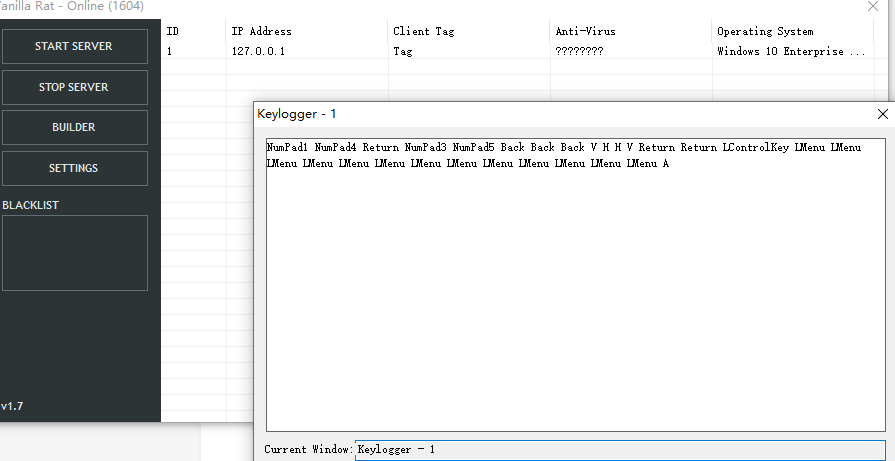 anilla Rat - Online (1604)
START SERVER
STOP SERVER
BUILDER
SETTINGS
BLACKLIST
v1.7
ID IP Address Client Tag Anti-Virus Operating System
1 127.0.0.1 Tag ???????? Windows 10 Enterprise ...
Keylogger - 1
NumPad1 NumPad4 Return NumPad3 NumPad5 Back Back Back V H H V Return Return LControlKey LMenu LMenu
LMenu LMenu LMenu LMenu LMenu LMenu LMenu LMenu LMenu LMenu LMenu A
Current Window: Keylogger - 1